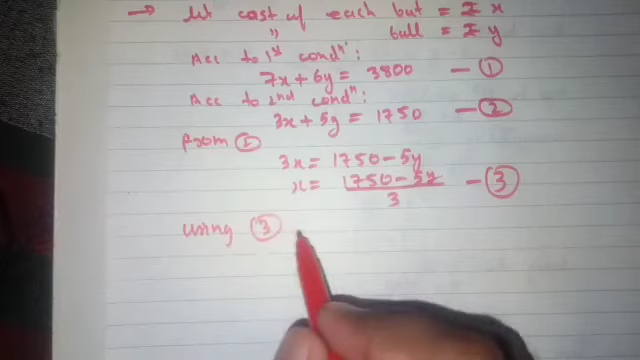 → let cost of each bat = ₹ x
" ball = ₹ y
Acc to 1st condn:
7x + 6y = 3800 — ①
Acc to 2nd condn:
3x + 5y = 1750 — ②
from ②
3x = 1750 - 5y
x = 1750 - 5y / 3 — ③
using ③